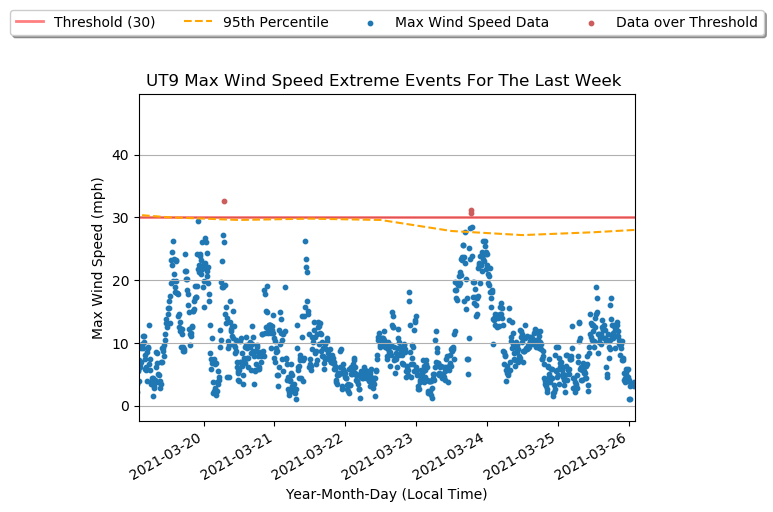 Threshold (30) 95th Percentile Max Wind Speed Data Data over Threshold
UT9 Max Wind Speed Extreme Events For The Last Week
Max Wind Speed (mph)
40
30
20
10
0
2021-03-20 2021-03-21 2021-03-22 2021-03-23 2021-03-24 2021-03-25 2021-03-26
Year-Month-Day (Local Time)